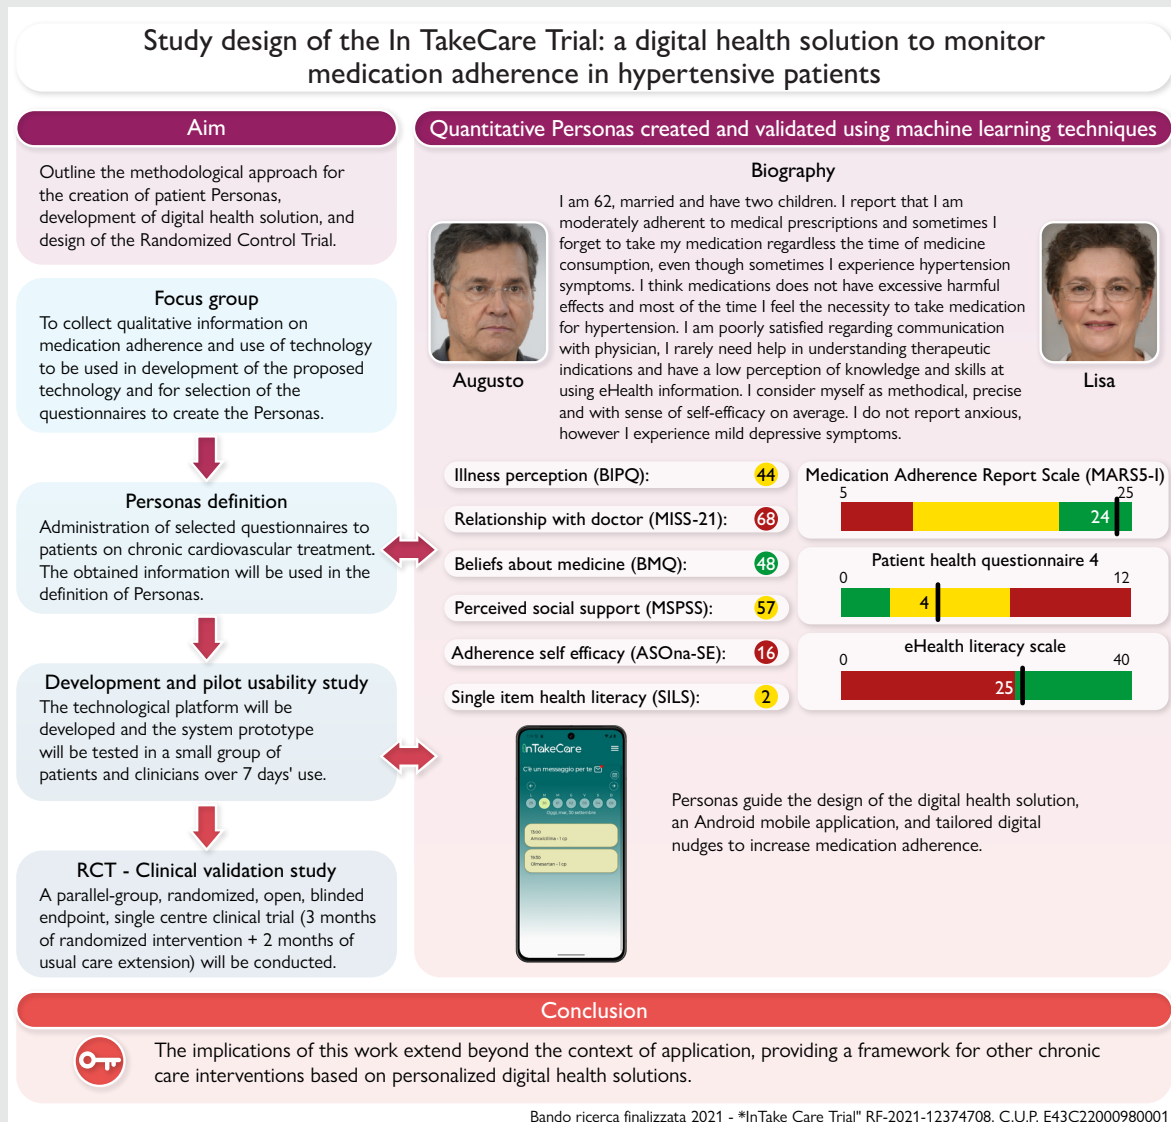 Study design of the In TakeCare Trial: a digital health solution to monitor
medication adherence in hypertensive patients
Aim
Outline the methodological approach for
the creation of patient Personas,
development of digital health solution, and
design of the Randomized Control Trial.
Focus group
To collect qualitative information on
medication adherence and use of technology
to be used in development of the proposed
technology and for selection of the
questionnaires to create the Personas.
Personas definition
Administration of selected questionnaires to
patients on chronic cardiovascular treatment.
The obtained information will be used in the
definition of Personas.
Development and pilot usability study
The technological platform will be
developed and the system prototype
will be tested in a small group of
patients and clinicians over 7 days' use.
RCT - Clinical validation study
A parallel-group, randomized, open, blinded
endpoint, single centre clinical trial (3 months
of randomized intervention + 2 months of
usual care extension) will be conducted.
Quantitative Personas created and validated using machine learning techniques
Biography
I am 62, married and have two children. I report that I am
moderately adherent to medical prescriptions and sometimes I
forget to take my medication regardless the time of medicine
consumption, even though sometimes I experience hypertension
symptoms. I think medications does not have excessive harmful
effects and most of the time I feel the necessity to take medication
for hypertension. I am poorly satisfied regarding communication
with physician, I rarely need help in understanding therapeutic
indications and have a low perception of knowledge and skills at
using eHealth information. I consider myself as methodical, precise
and with sense of self-efficacy on average. I do not report anxious,
however I experience mild depressive symptoms.
Augusto
Lisa
Illness perception (BIPQ): 44
Relationship with doctor (MISS-21): 68
Beliefs about medicine (BMQ): 48
Perceived social support (MSPSS): 57
Adherence self efficacy (ASOna-SE): 16
Single item health literacy (SILS): 2
Medication Adherence Report Scale (MARS5-I)
5 25
24
Patient health questionnaire 4
0 12
4
eHealth literacy scale
0 40
25
InTakeCare
C'è un messaggio per te
Oggi, mar, 10 settembre
Amoxicillina - 1 cp
Olmesartan - 1 cp
Personas guide the design of the digital health solution,
an Android mobile application, and tailored digital
nudges to increase medication adherence.
Conclusion
The implications of this work extend beyond the context of application, providing a framework for other chronic
care interventions based on personalized digital health solutions.
Bando ricerca finalizzata 2021 - *InTake Care Trial" RF-2021-12374708. C.U.P. E43C22000980001